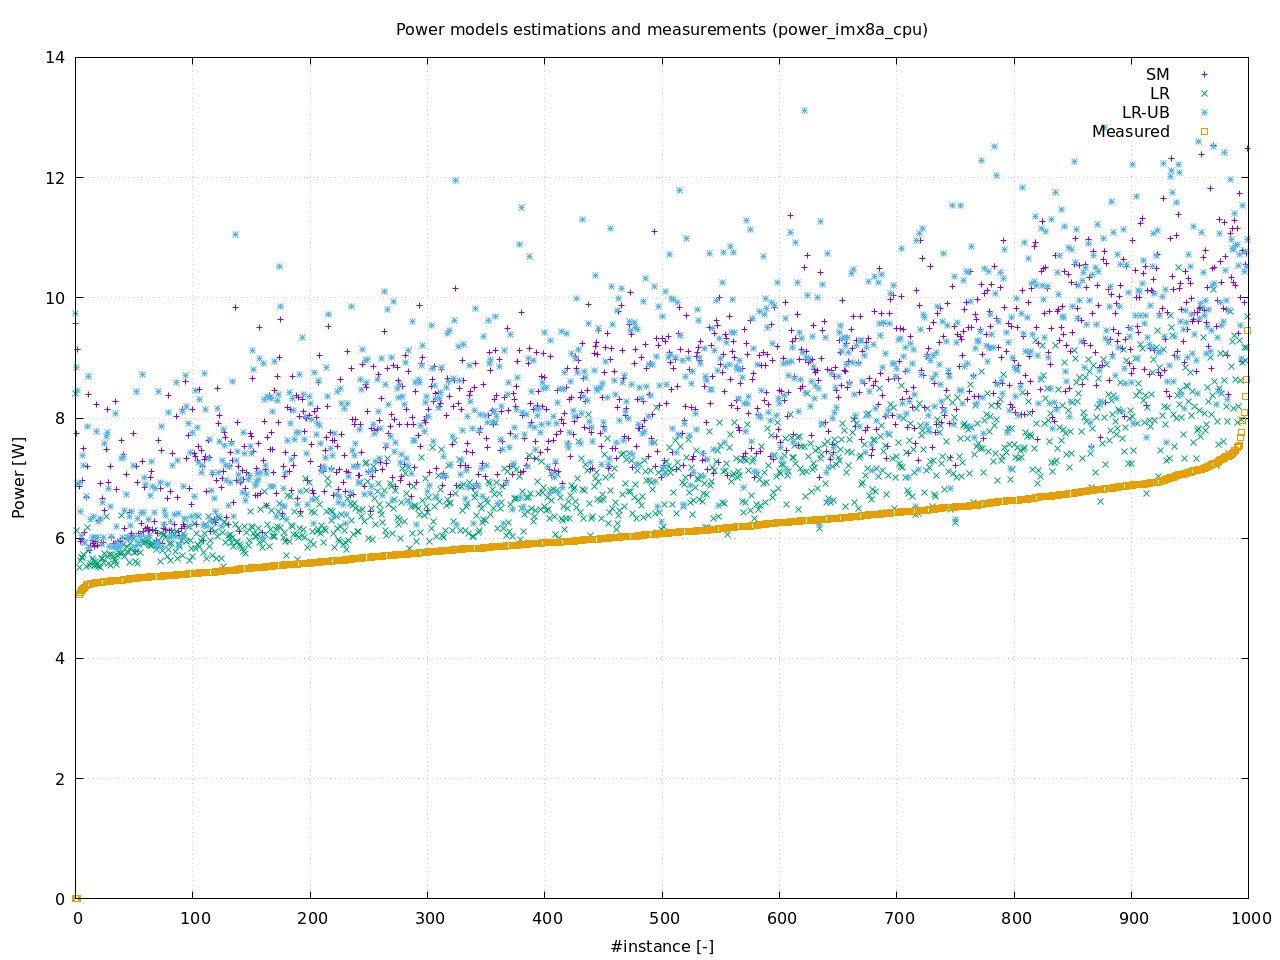 Power models estimations and measurements (power_imx8a_cpu)
SM
LR
LR-UB
Measured
14
12
10
8
6
4
2
0
Power [W]
0 100 200 300 400 500 600 700 800 900 1000
#instance [-]